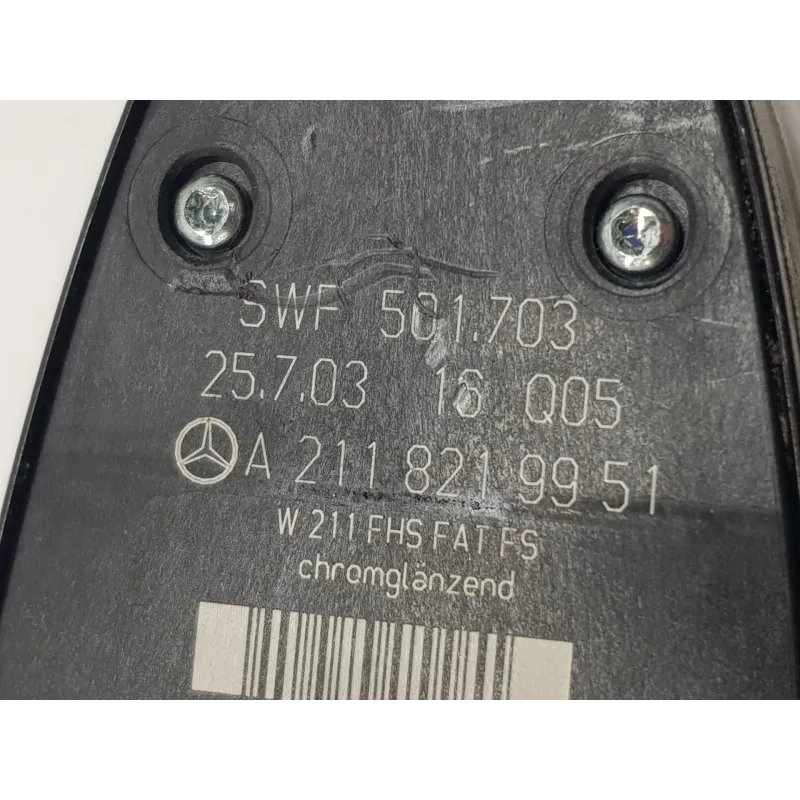 SWF 501.703
25.7.03 16 Q05
A 211 821 99 51
W 211 FHS FAT FS
chromglänzend